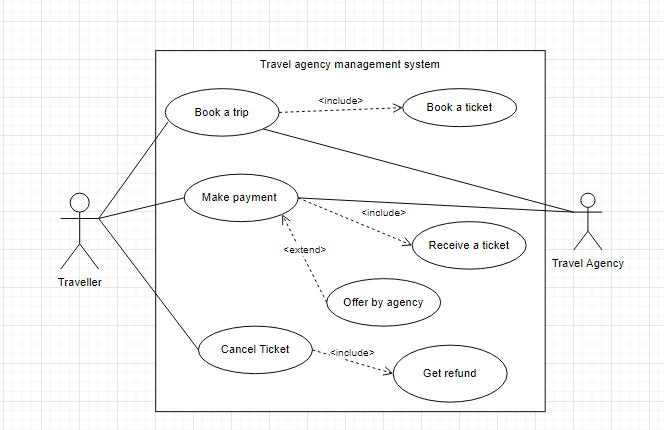 Travel agency management system
Book a trip
<include>
Book a ticket
Make payment
<include>
Receive a ticket
<extend>
Offer by agency
Cancel Ticket
<include>
Get refund
Traveller
Travel Agency